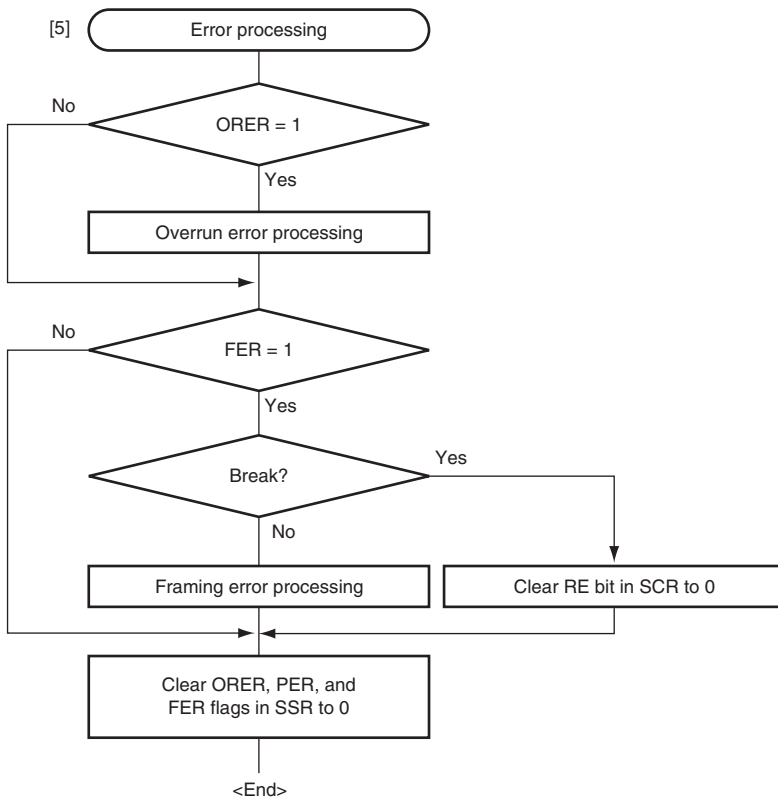 [5]
Error processing
No
ORER = 1
Yes
Overrun error processing
No
FER = 1
Yes
Break?
Yes
No
Framing error processing
Clear RE bit in SCR to 0
Clear ORER, PER, and
FER flags in SSR to 0
<End>